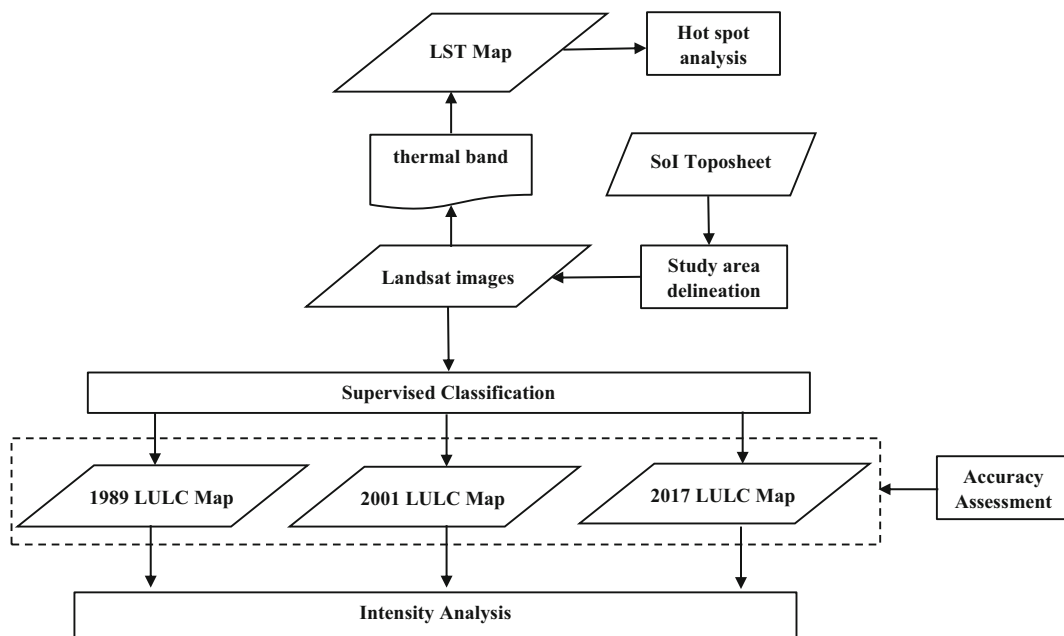 LST Map
Hot spot
analysis
thermal band
SoI Toposheet
Landsat images
Study area
delineation
Supervised Classification
1989 LULC Map
2001 LULC Map
2017 LULC Map
Accuracy
Assessment
Intensity Analysis